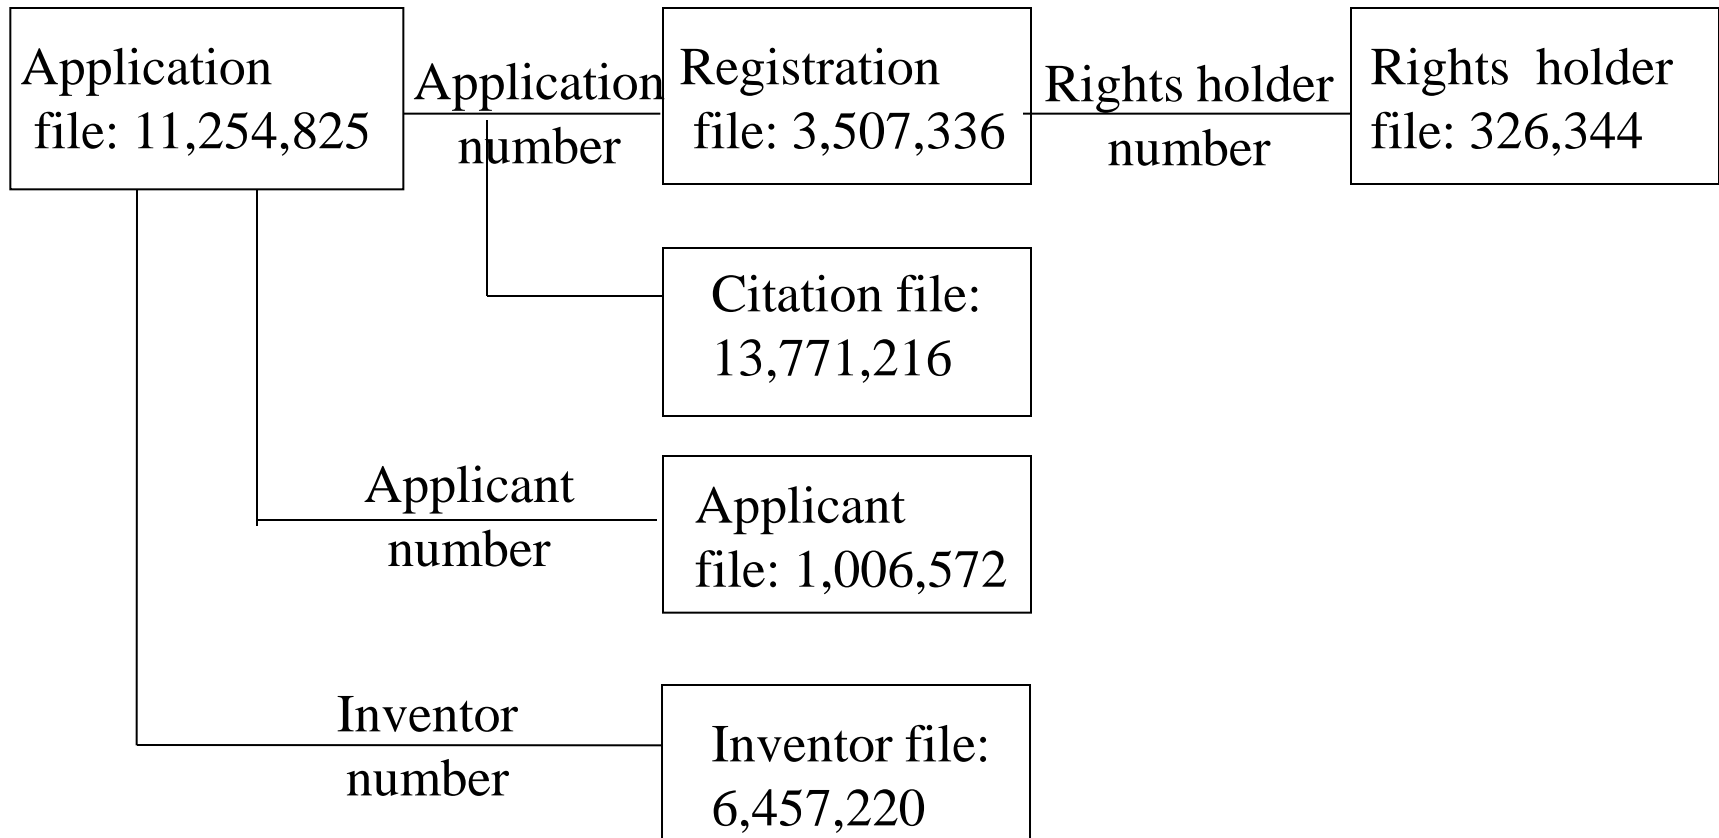 Application
file: 11,254,825
Application
number
Registration
file: 3,507,336
Rights holder
number
Rights holder
file: 326,344
Citation file:
13,771,216
Applicant
number
Applicant
file: 1,006,572
Inventor
number
Inventor file:
6,457,220